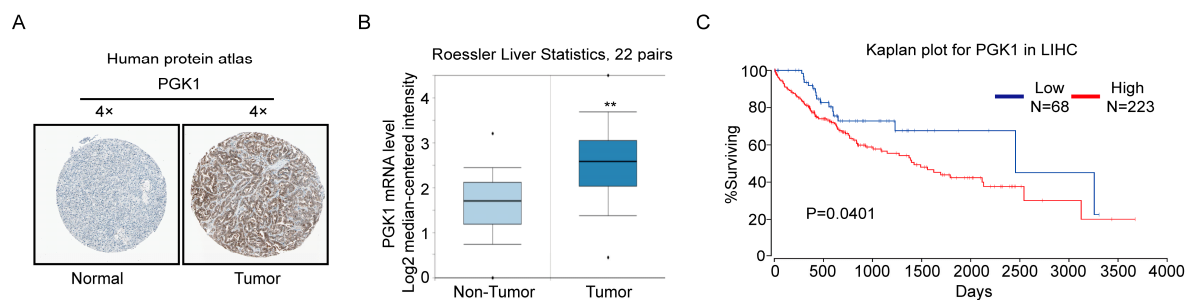 A
Human protein atlas
PGK1
4×
4×
Normal
Tumor
B
Roessler Liver Statistics, 22 pairs
PGK1 mRNA level
Log2 median-centered intensity
4
3
2
1
0
**
Non-Tumor
Tumor
C
Kaplan plot for PGK1 in LIHC
%Surviving
100
80
60
40
20
0
Low
High
N=68
N=223
P=0.0401
0
500
1000
1500
2000
2500
3000
3500
4000
Days